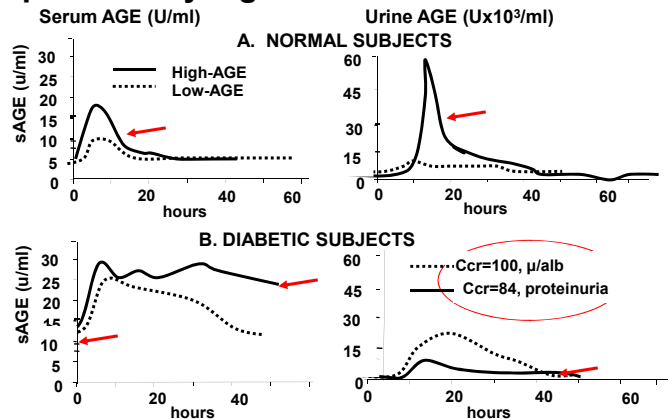 Serum AGE (U/ml)
Urine AGE (Ux10³/ml)
A. NORMAL SUBJECTS
sAGE (u/ml)
30
25
20
15
10
5
0
High-AGE
Low-AGE
0 20 40 60
hours
60
45
30
15
0
0 20 40 60
hours
B. DIABETIC SUBJECTS
sAGE (u/ml)
30
25
20
15
10
0
0 20 40 60
hours
60
45
30
15
0
Ccr=100, µ/alb
Ccr=84, proteinuria
0 20 40 60
hours